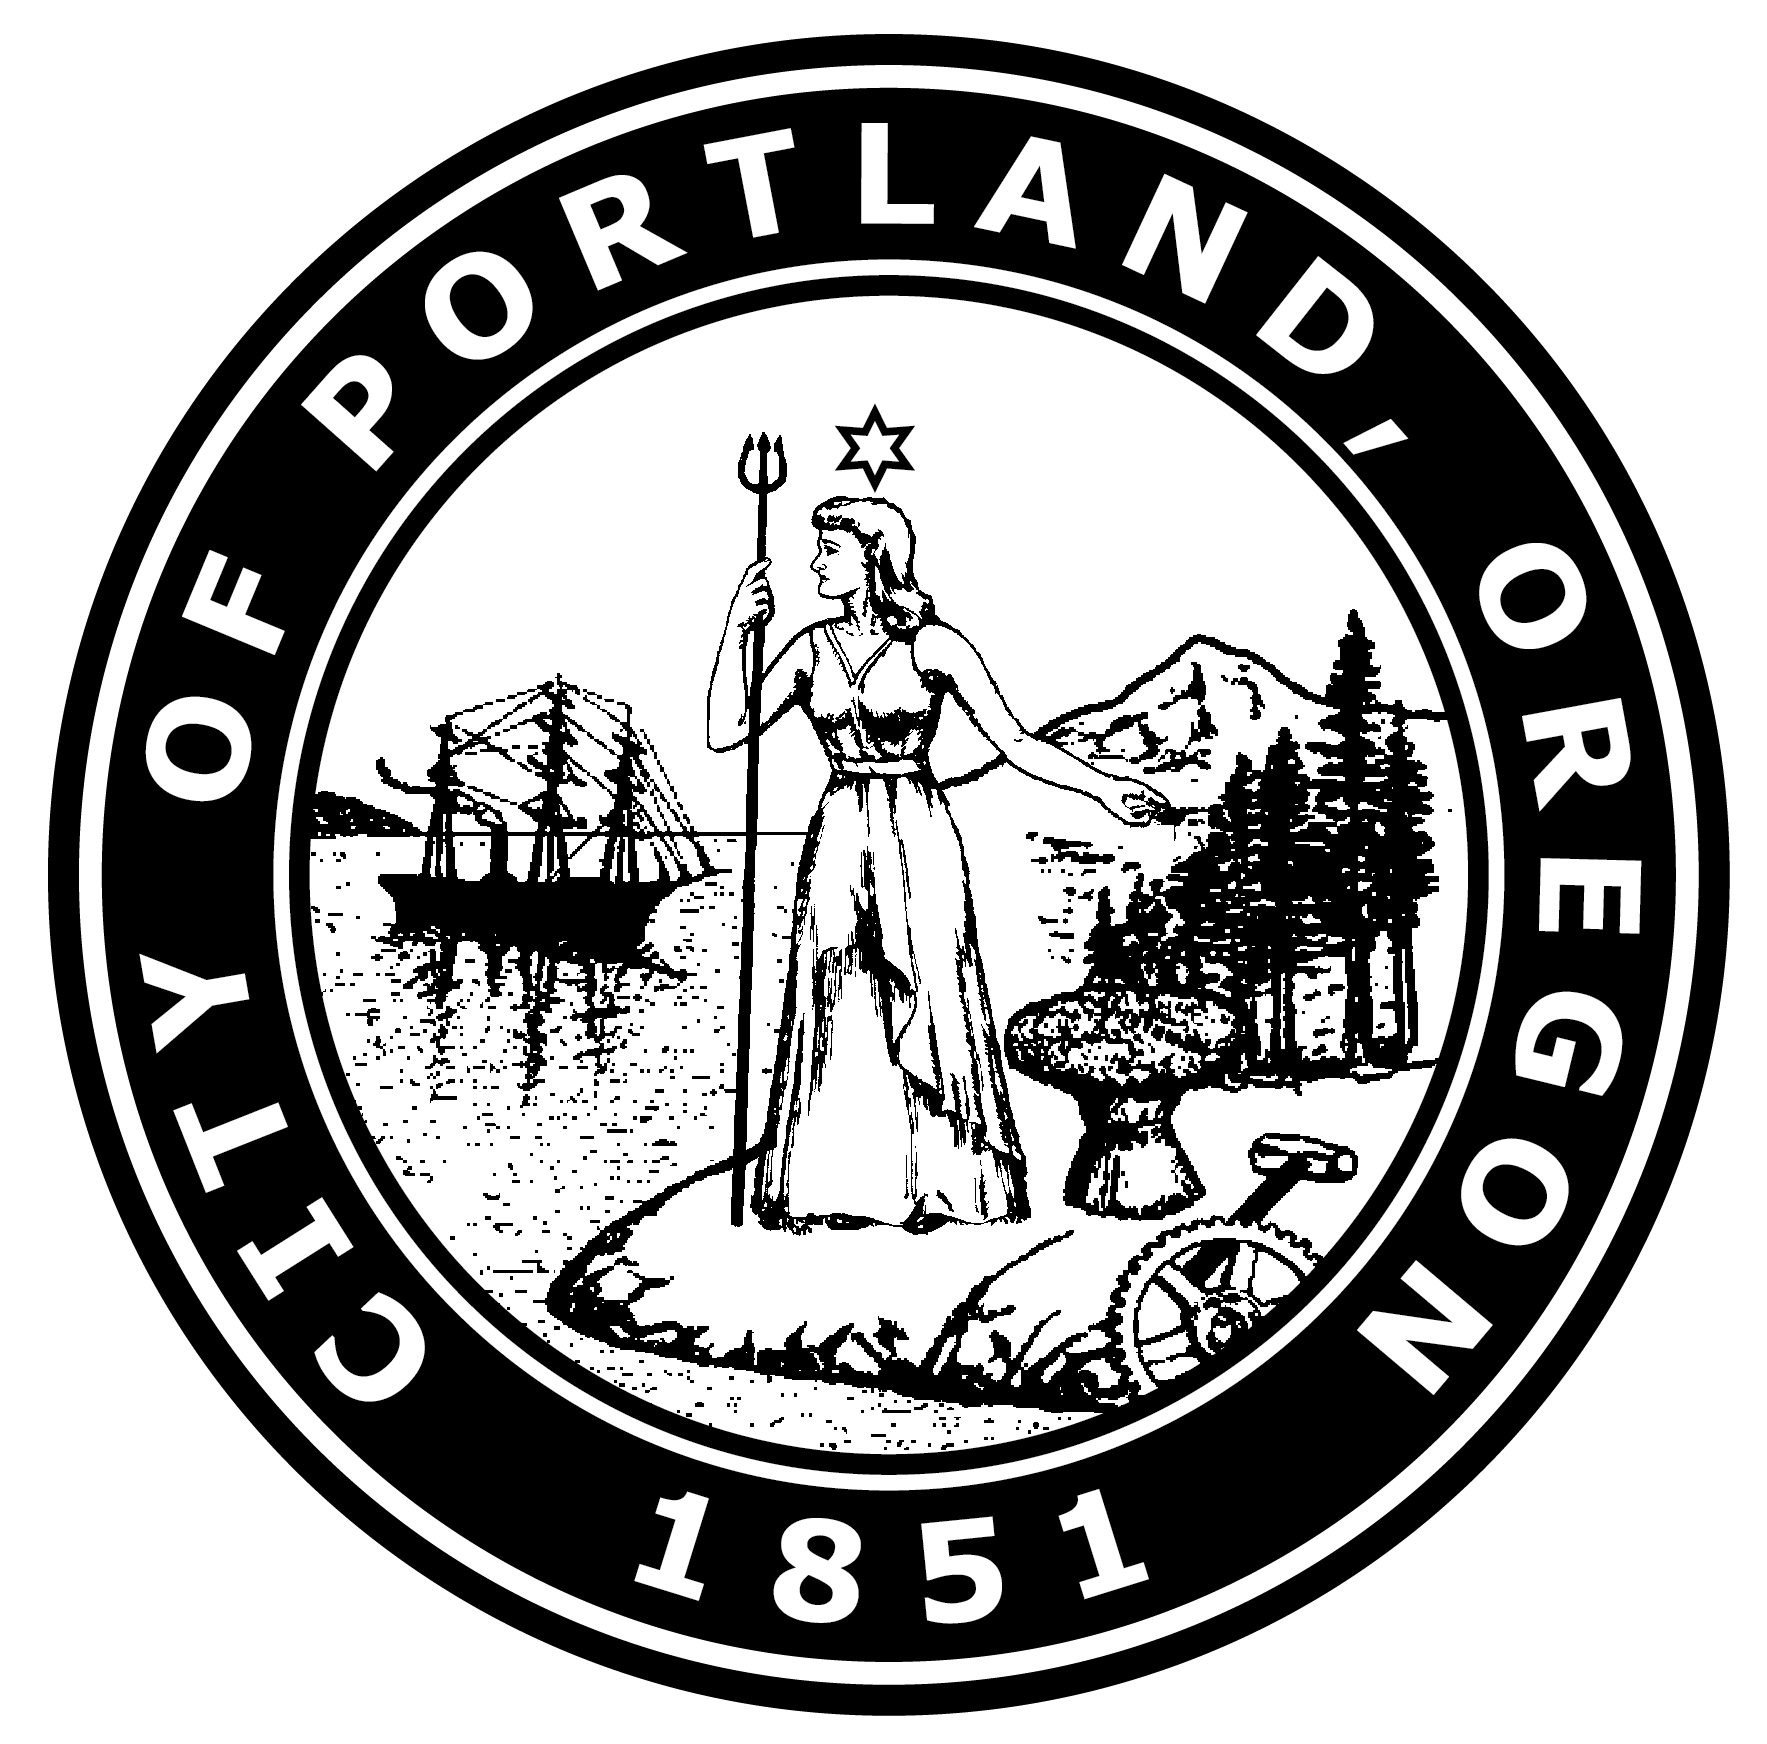 CITY OF PORTLAND, OREGON
1851